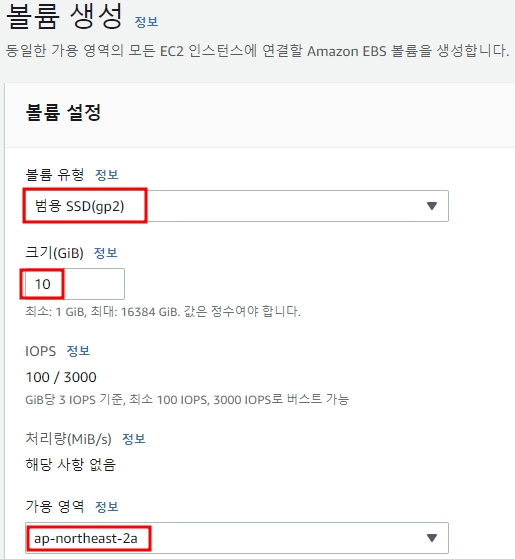 볼륨 생성 정보
동일한 가용 영역의 모든 EC2 인스턴스에 연결할 Amazon EBS 볼륨을 생성합니다.
볼륨 설정
볼륨 유형 정보
범용 SSD(gp2)
크기(GiB) 정보
10
최소: 1 GiB, 최대: 16384 GiB. 값은 정수여야 합니다.
IOPS 정보
100 / 3000
GiB당 3 IOPS 기준, 최소 100 IOPS, 3000 IOPS로 버스트 가능
처리량(MiB/s) 정보
해당 사항 없음
가용 영역 정보
ap-northeast-2a